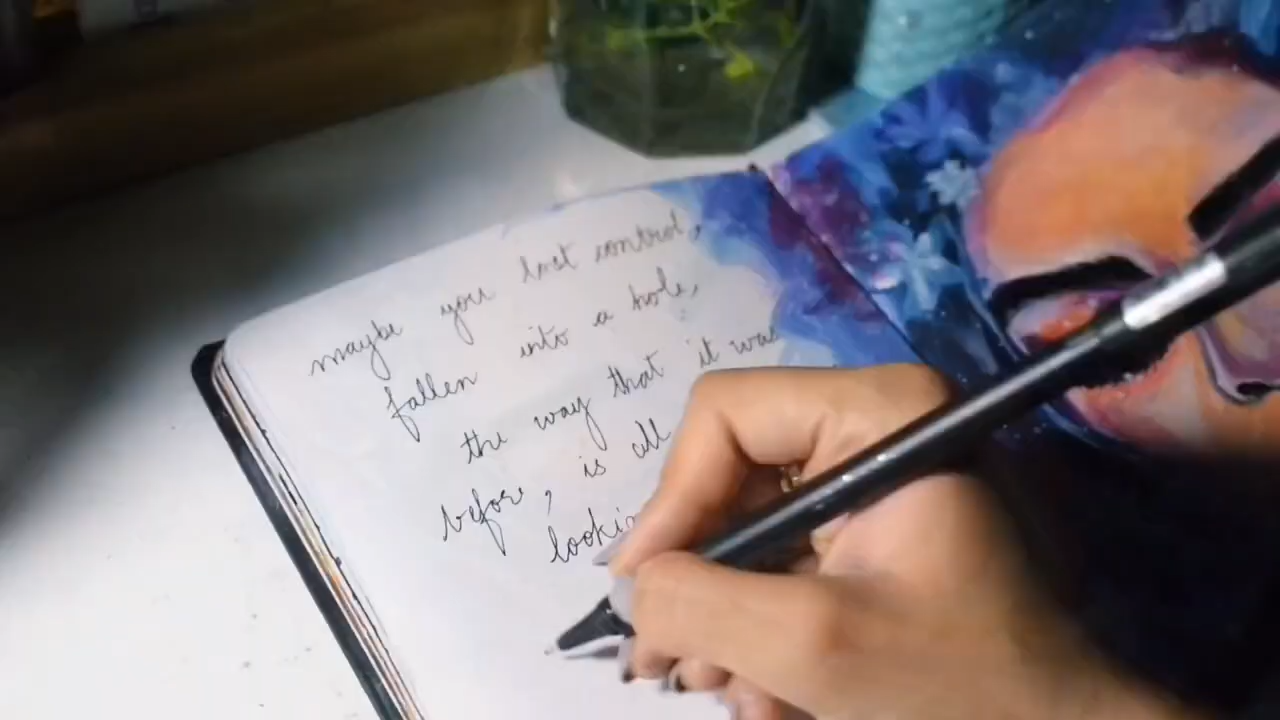 maybe you lost control,
fallen into a hole,
the way that it was
before, is all
lookin